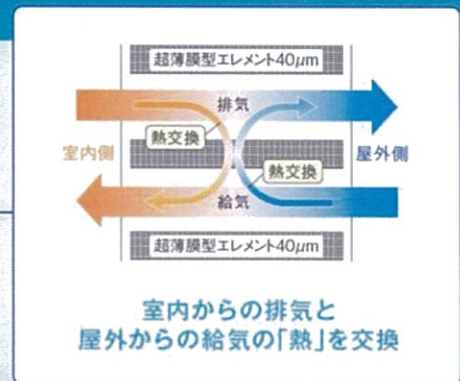 超薄膜型エレメント40μm
排気
熱交換
室内側
屋外側
熱交換
給気
超薄膜型エレメント40μm
室内からの排気と
屋外からの給気の「熱」を交換